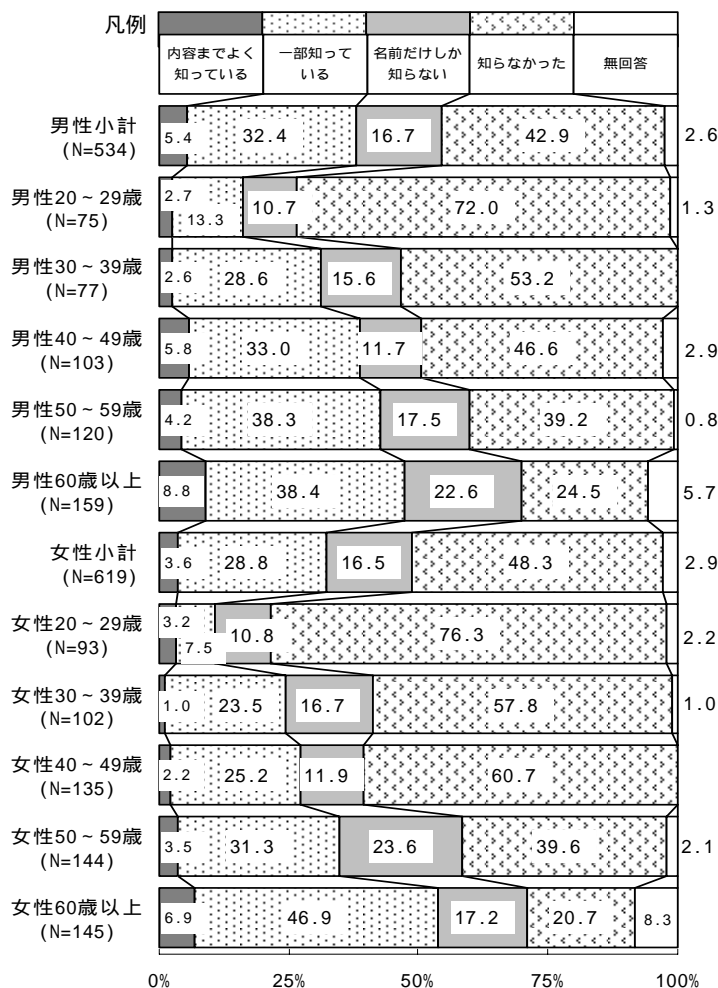 凡例
内容までよく
知っている
一部知って
いる
名前だけしか
知らない
知らなかった
無回答
男性小計
(N=534)
5.4 32.4 16.7 42.9 2.6
男性20~29歳
(N=75)
2.7 13.3 10.7 72.0 1.3
男性30~39歳
(N=77)
2.6 28.6 15.6 53.2
男性40~49歳
(N=103)
5.8 33.0 11.7 46.6 2.9
男性50~59歳
(N=120)
4.2 38.3 17.5 39.2 0.8
男性60歳以上
(N=159)
8.8 38.4 22.6 24.5 5.7
女性小計
(N=619)
3.6 28.8 16.5 48.3 2.9
女性20~29歳
(N=93)
3.2 7.5 10.8 76.3 2.2
女性30~39歳
(N=102)
1.0 23.5 16.7 57.8 1.0
女性40~49歳
(N=135)
2.2 25.2 11.9 60.7
女性50~59歳
(N=144)
3.5 31.3 23.6 39.6 2.1
女性60歳以上
(N=145)
6.9 46.9 17.2 20.7 8.3
0% 25% 50% 75% 100%